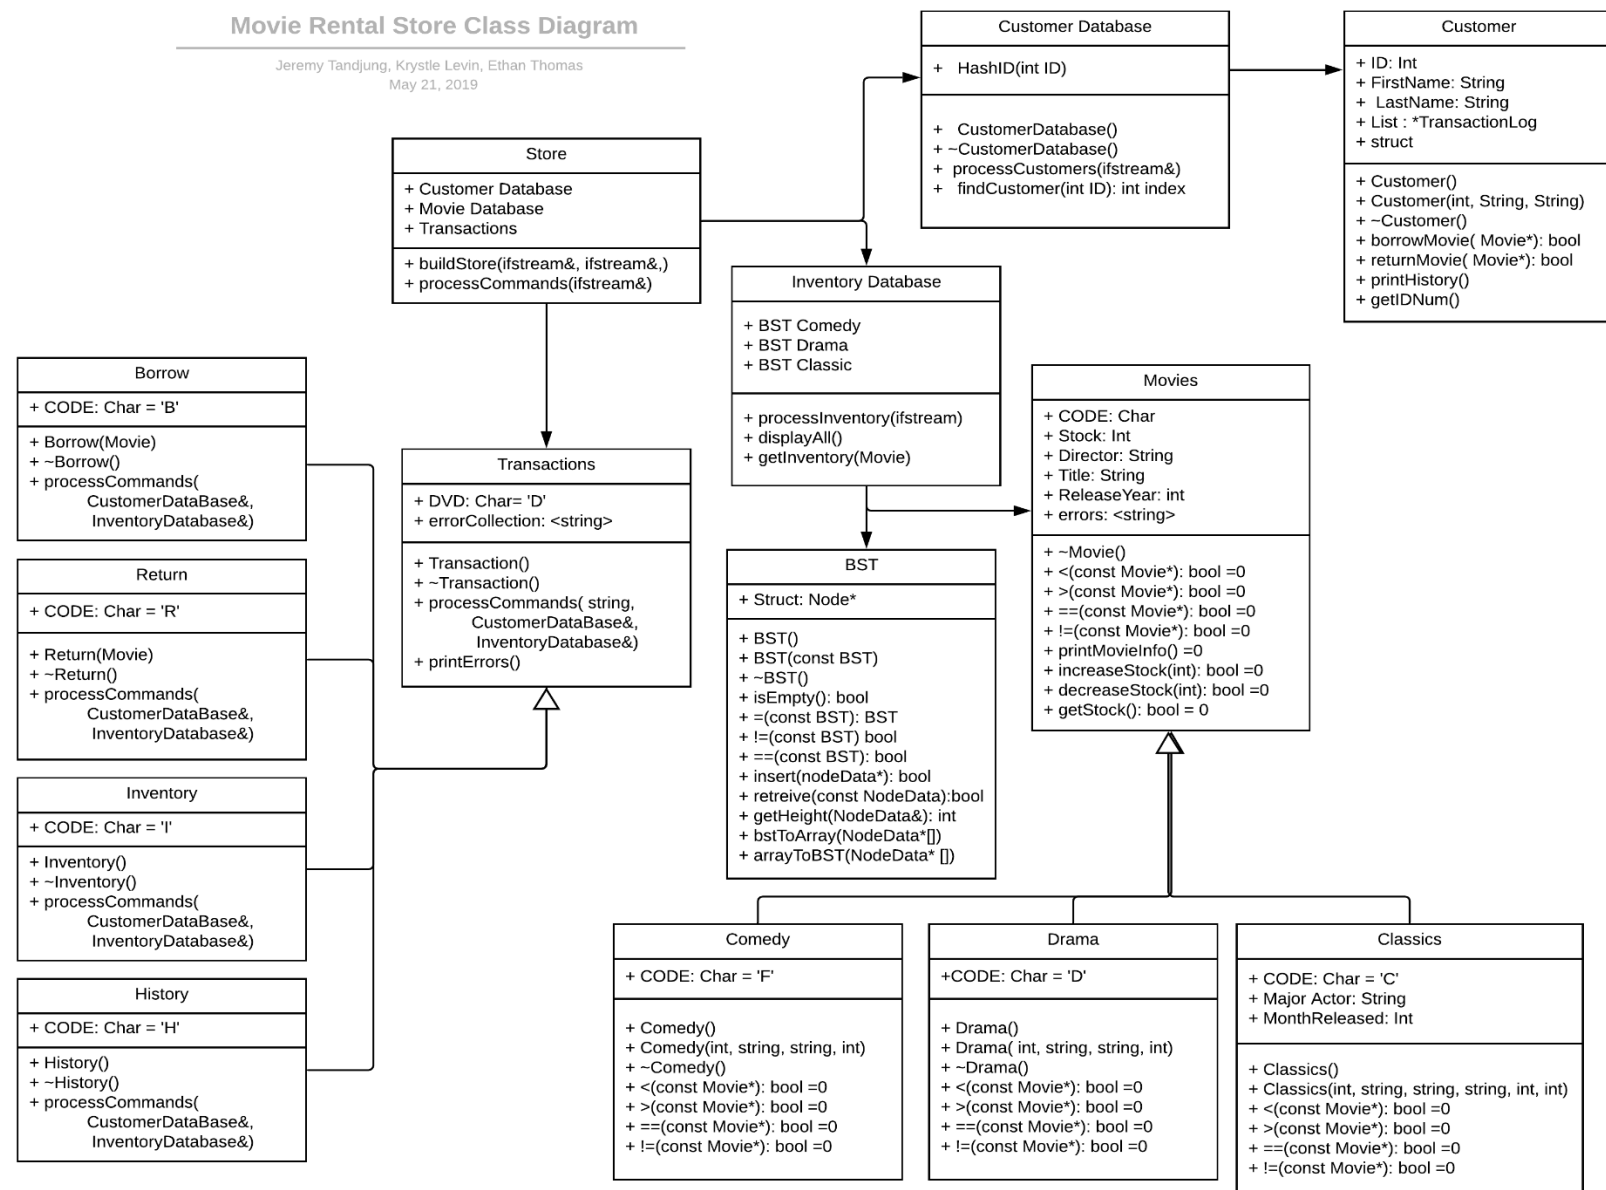 Movie Rental Store Class Diagram
Jeremy Tandjung, Krystle Levin, Ethan Thomas
May 21, 2019
Customer Database
+ HashID(int ID)
+ CustomerDatabase()
+ ~CustomerDatabase()
+ processCustomers(ifstream&)
+ findCustomer(int ID): int index
Customer
+ ID: Int
+ FirstName: String
+ LastName: String
+ List : *TransactionLog
+ struct
+ Customer()
+ Customer(int, String, String)
+ ~Customer()
+ borrowMovie( Movie*): bool
+ returnMovie( Movie*): bool
+ printHistory()
+ getIDNum()
Store
+ Customer Database
+ Movie Database
+ Transactions
+ buildStore(ifstream&, ifstream&,)
+ processCommands(ifstream&)
Inventory Database
+ BST Comedy
+ BST Drama
+ BST Classic
+ processInventory(ifstream)
+ displayAll()
+ getInventory(Movie)
Borrow
+ CODE: Char = 'B'
+ Borrow(Movie)
+ ~Borrow()
+ processCommands(
CustomerDataBase&,
InventoryDatabase&)
Return
+ CODE: Char = 'R'
+ Return(Movie)
+ ~Return()
+ processCommands(
CustomerDataBase&,
InventoryDatabase&)
Inventory
+ CODE: Char = 'I'
+ Inventory()
+ ~Inventory()
+ processCommands(
CustomerDataBase&,
InventoryDatabase&)
History
+ CODE: Char = 'H'
+ History()
+ ~History()
+ processCommands(
CustomerDataBase&,
InventoryDatabase&)
Transactions
+ DVD: Char= 'D'
+ errorCollection: <string>
+ Transaction()
+ ~Transaction()
+ processCommands( string,
CustomerDataBase&,
InventoryDatabase&)
+ printErrors()
BST
+ Struct: Node*
+ BST()
+ BST(const BST)
+ ~BST()
+ isEmpty(): bool
+ =(const BST): BST
+ !=(const BST) bool
+ ==(const BST): bool
+ insert(nodeData*): bool
+ retreive(const NodeData):bool
+ getHeight(NodeData&): int
+ bstToArray(NodeData*[])
+ arrayToBST(NodeData* [])
Movies
+ CODE: Char
+ Stock: Int
+ Director: String
+ Title: String
+ ReleaseYear: int
+ errors: <string>
+ ~Movie()
+ <(const Movie*): bool =0
+ >(const Movie*): bool =0
+ ==(const Movie*): bool =0
+ !=(const Movie*): bool =0
+ printMovieInfo() =0
+ increaseStock(int): bool =0
+ decreaseStock(int): bool =0
+ getStock(): bool = 0
Comedy
+ CODE: Char = 'F'
+ Comedy()
+ Comedy(int, string, string, int)
+ ~Comedy()
+ <(const Movie*): bool =0
+ >(const Movie*): bool =0
+ ==(const Movie*): bool =0
+ !=(const Movie*): bool =0
Drama
+CODE: Char = 'D'
+ Drama()
+ Drama( int, string, string, int)
+ ~Drama()
+ <(const Movie*): bool =0
+ >(const Movie*): bool =0
+ ==(const Movie*): bool =0
+ !=(const Movie*): bool =0
Classics
+ CODE: Char = 'C'
+ Major Actor: String
+ MonthReleased: Int
+ Classics()
+ Classics(int, string, string, string, int, int)
+ <(const Movie*): bool =0
+ >(const Movie*): bool =0
+ ==(const Movie*): bool =0
+ !=(const Movie*): bool =0